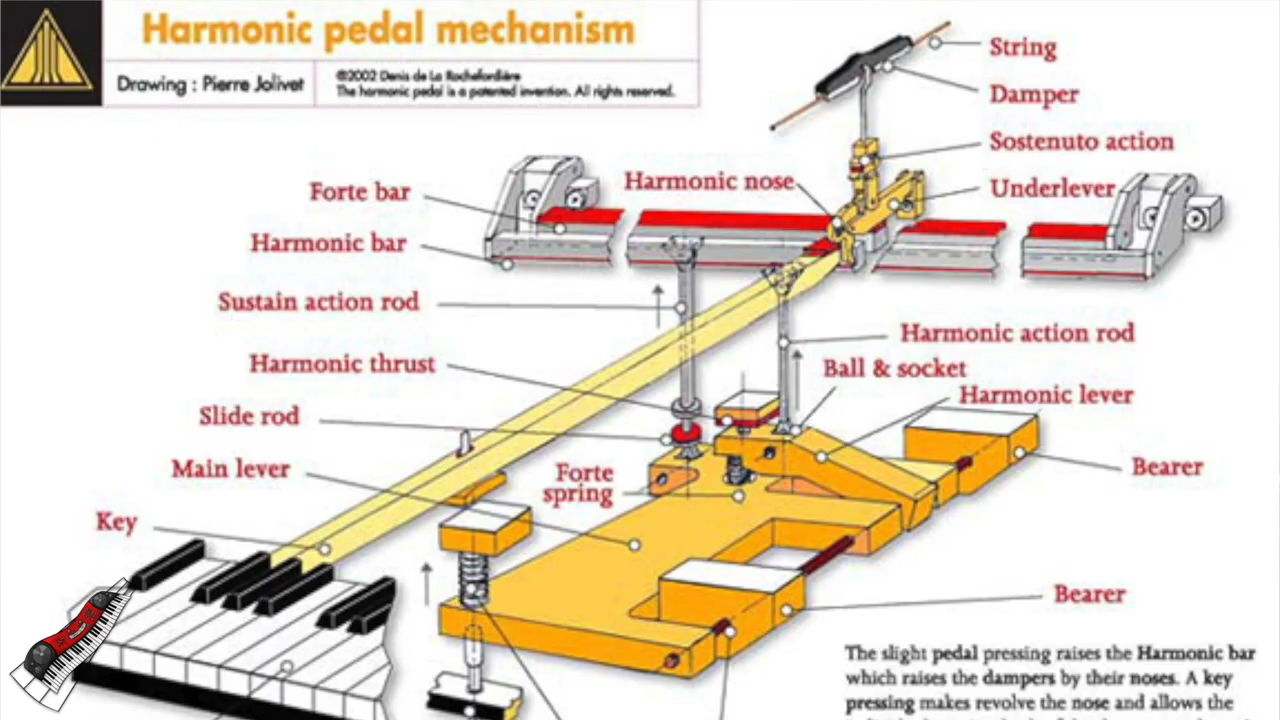 Harmonic pedal mechanism
Drawing : Pierre Jolivet
©2002 Denis de La Rochefordière
The harmonic pedal is a patented invention. All rights reserved.
String
Damper
Sostenuto action
Harmonic nose
Underlever
Forte bar
Harmonic bar
Sustain action rod
Harmonic action rod
Harmonic thrust
Ball & socket
Harmonic lever
Slide rod
Main lever
Forte
spring
Bearer
Key
Bearer
The slight pedal pressing raises the Harmonic bar
which raises the dampers by their noses. A key
pressing makes revolve the nose and allows the